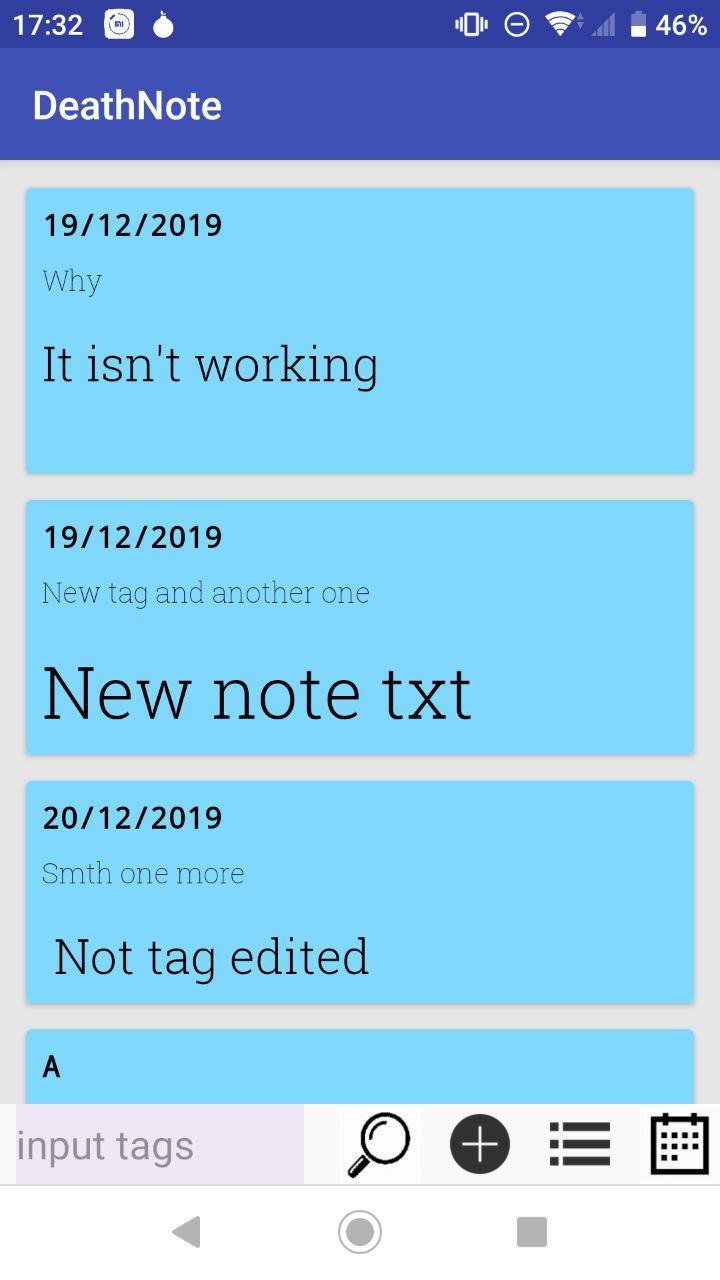 17:32
46%
DeathNote
19/12/2019
Why
It isn't working
19/12/2019
New tag and another one
New note txt
20/12/2019
Smth one more
Not tag edited
A
input tags